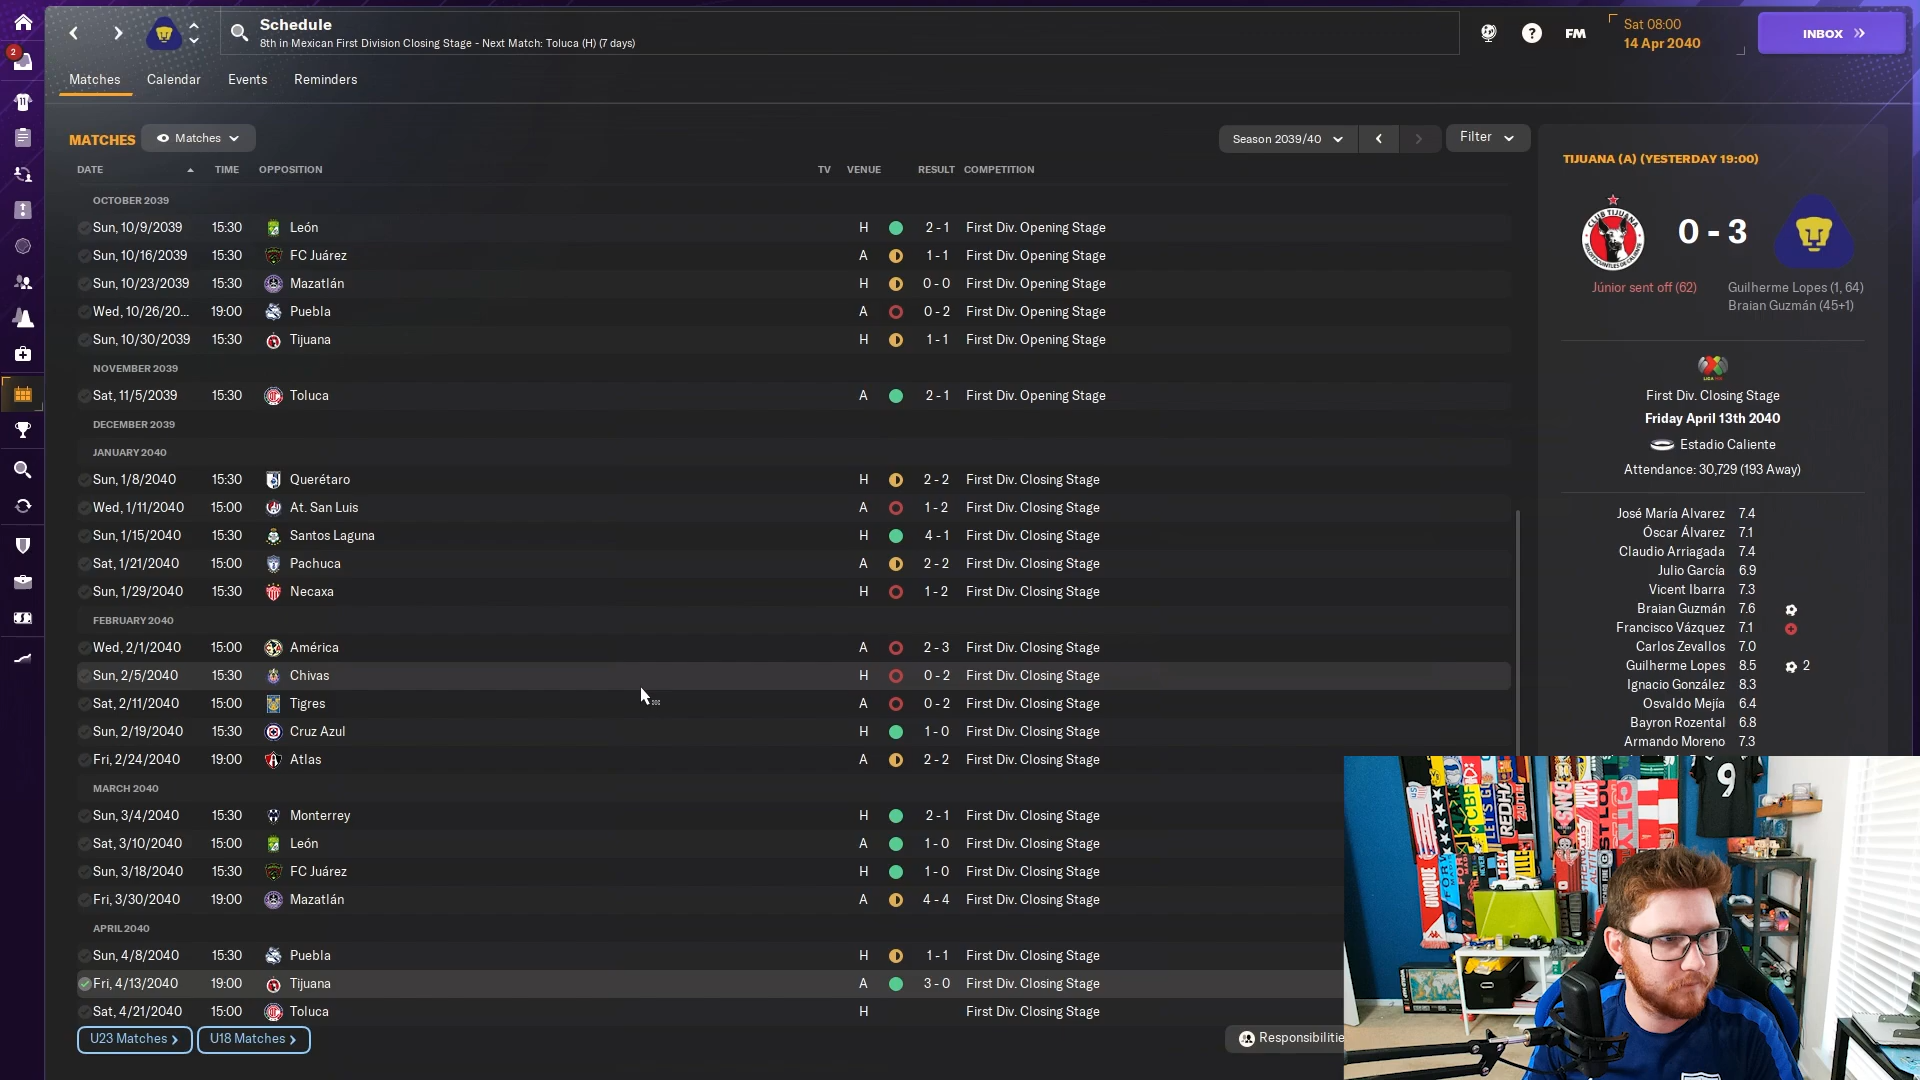 Schedule
8th in Mexican First Division Closing Stage - Next Match: Toluca (H) (7 days)
FM
Sat 08:00
14 Apr 2040
INBOX
2
Matches Calendar Events Reminders
MATCHES Matches
Season 2039/40
Filter
DATE TIME OPPOSITION TV VENUE RESULT COMPETITION
OCTOBER 2039
Sun, 10/9/2039 15:30 León H 2 - 1 First Div. Opening Stage
Sun, 10/16/2039 15:30 FC Juárez A 1 - 1 First Div. Opening Stage
Sun, 10/23/2039 15:30 Mazatlán H 0 - 0 First Div. Opening Stage
Wed, 10/26/20... 19:00 Puebla A 0 - 2 First Div. Opening Stage
Sun, 10/30/2039 15:30 Tijuana H 1 - 1 First Div. Opening Stage
NOVEMBER 2039
Sat, 11/5/2039 15:30 Toluca A 2 - 1 First Div. Opening Stage
DECEMBER 2039
JANUARY 2040
Sun, 1/8/2040 15:30 Querétaro H 2 - 2 First Div. Closing Stage
Wed, 1/11/2040 15:00 At. San Luis A 1 - 2 First Div. Closing Stage
Sun, 1/15/2040 15:30 Santos Laguna H 4 - 1 First Div. Closing Stage
Sat, 1/21/2040 15:00 Pachuca A 2 - 2 First Div. Closing Stage
Sun, 1/29/2040 15:30 Necaxa H 1 - 2 First Div. Closing Stage
FEBRUARY 2040
Wed, 2/1/2040 15:00 América A 2 - 3 First Div. Closing Stage
Sun, 2/5/2040 15:30 Chivas H 0 - 2 First Div. Closing Stage
Sat, 2/11/2040 15:00 Tigres A 0 - 2 First Div. Closing Stage
Sun, 2/19/2040 15:30 Cruz Azul H 1 - 0 First Div. Closing Stage
Fri, 2/24/2040 19:00 Atlas A 2 - 2 First Div. Closing Stage
MARCH 2040
Sun, 3/4/2040 15:30 Monterrey H 2 - 1 First Div. Closing Stage
Sat, 3/10/2040 15:00 León A 1 - 0 First Div. Closing Stage
Sun, 3/18/2040 15:30 FC Juárez H 1 - 0 First Div. Closing Stage
Fri, 3/30/2040 19:00 Mazatlán A 4 - 4 First Div. Closing Stage
APRIL 2040
Sun, 4/8/2040 15:30 Puebla H 1 - 1 First Div. Closing Stage
Fri, 4/13/2040 19:00 Tijuana A 3 - 0 First Div. Closing Stage
Sat, 4/21/2040 15:00 Toluca H First Div. Closing Stage
U23 Matches U18 Matches
Responsibilitie
TIJUANA (A) (YESTERDAY 19:00)
CLUB TIJUANA
0 - 3
Júnior sent off (62) Guilherme Lopes (1, 64)
Braian Guzmán (45+1)
First Div. Closing Stage
Friday April 13th 2040
Estadio Caliente
Attendance: 30,729 (193 Away)
José María Alvarez 7.4
Óscar Álvarez 7.1
Claudio Arriagada 7.4
Julio García 6.9
Vicent Ibarra 7.3
Braian Guzmán 7.6
Francisco Vázquez 7.1
Carlos Zevallos 7.0
Guilherme Lopes 8.5 2
Ignacio González 8.3
Osvaldo Mejía 6.4
Bayron Rozental 6.8
Armando Moreno 7.3
9
UNIQUE
CBF